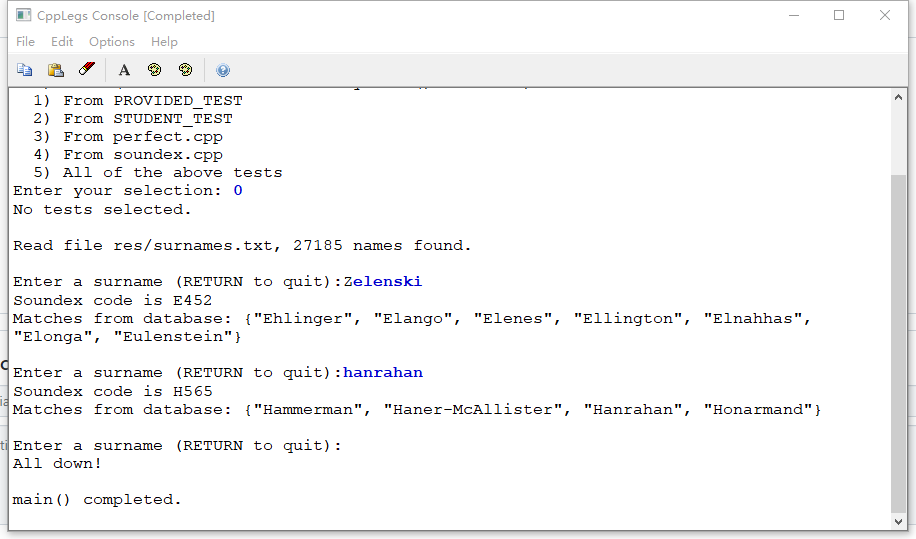 CppLegs Console [Completed]
File Edit Options Help
A
1) From PROVIDED_TEST
2) From STUDENT_TEST
3) From perfect.cpp
4) From soundex.cpp
5) All of the above tests
Enter your selection: 0
No tests selected.
Read file res/surnames.txt, 27185 names found.
Enter a surname (RETURN to quit):Zelenski
Soundex code is E452
Matches from database: {"Ehlinger", "Elango", "Elenes", "Ellington", "Elnahhas",
"Elonga", "Eulenstein"}
Enter a surname (RETURN to quit):hanrahan
Soundex code is H565
Matches from database: {"Hammerman", "Haner-McAllister", "Hanrahan", "Honarmand"}
Enter a surname (RETURN to quit):
All down!
main() completed.